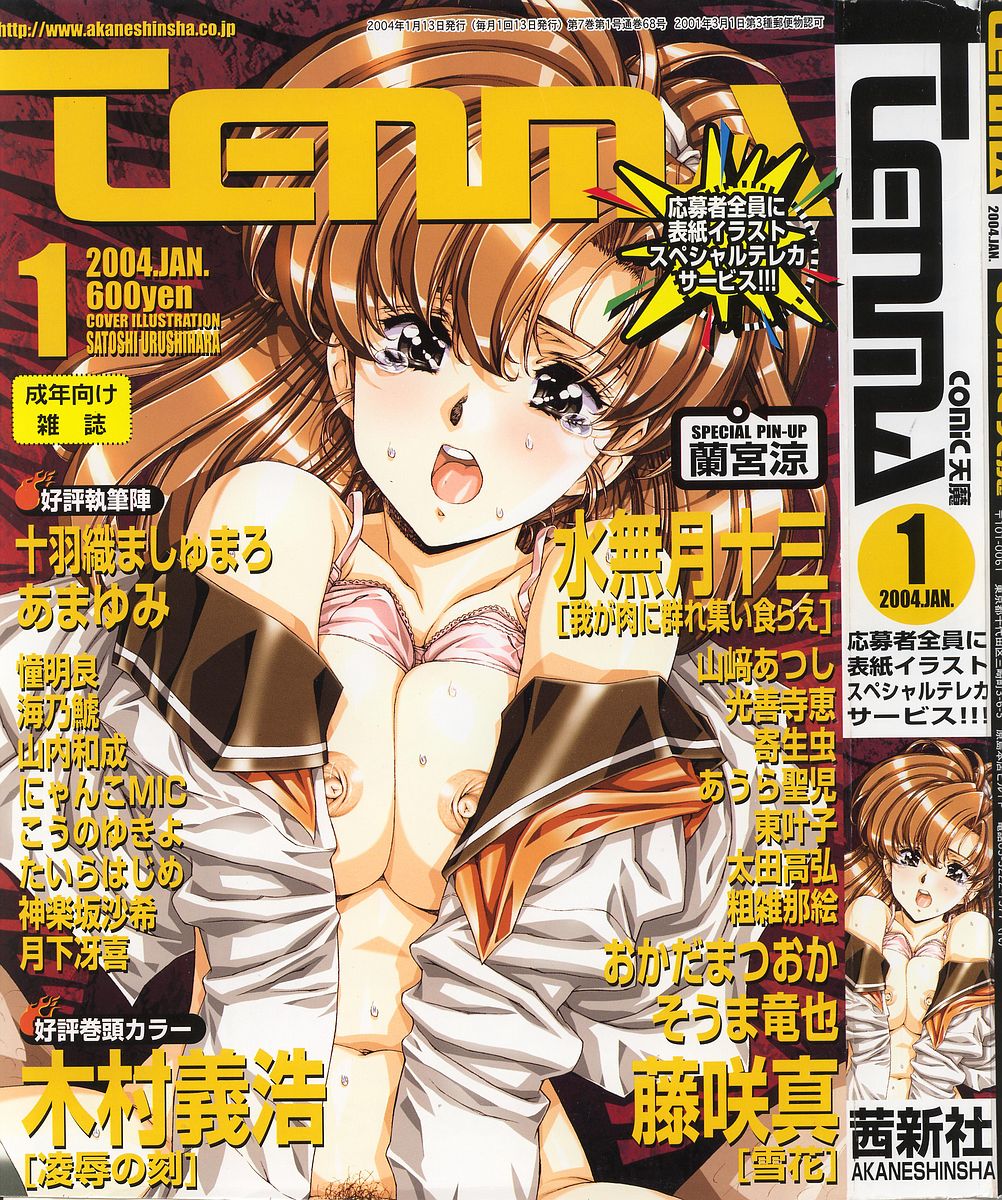 http://www.akaneshinsha.co.jp
2004年1月13日発行(毎月1回13日発行)第7巻第1号通巻68号 2001年3月1日第3種郵便物認可
TENMA
応募者全員に
表紙イラスト
スペシャルテレカ
サービス!!!
1
2004.JAN.
600yen
COVER ILLUSTRATION
SATOSHI URUSHIHARA
成年向け
雑誌
SPECIAL PIN-UP
蘭宮涼
好評執筆陣
十羽織ましゅまろ
あまゆみ
憧明良
海乃鯱
山内和成
にゃんこMIC
こうのゆきよ
たいらはじめ
神楽坂沙希
月下冴喜
好評巻頭カラー
木村義浩
[凌辱の刻]
水無月十三
[我が肉に群れ集い食らえ]
山﨑あつし
光善寺恵
寄生虫
あうら聖児
東叶子
太田高弘
粗雑那絵
おかだまつおか
そうま竜也
藤咲真
[雪花]
TENMA
COMIC天魔
1
2004.JAN.
応募者全員に
表紙イラスト
スペシャルテレカ
サービス!!!
茜新社
AKANESHINSHA
2004.JAN.